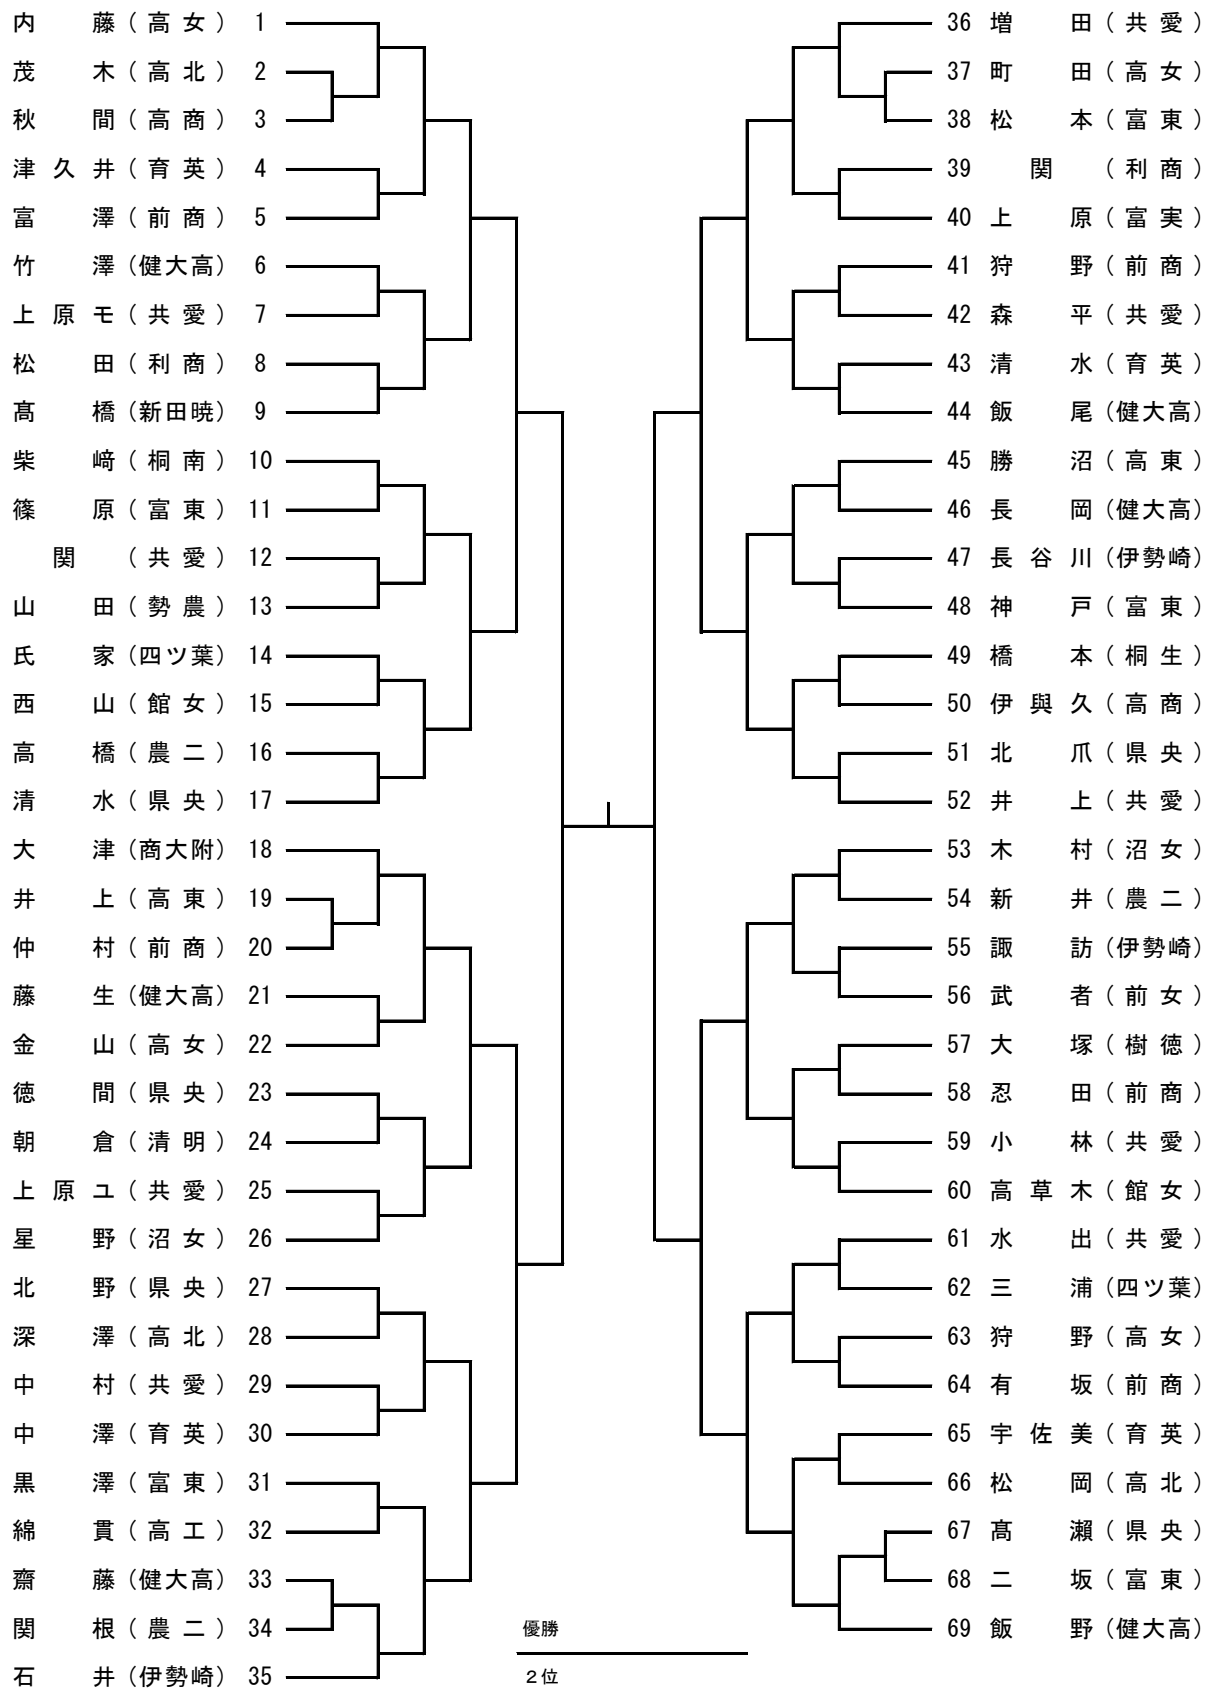 内藤(高女) 1
茂木(高北) 2
秋間(高商) 3
津久井(育英) 4
富澤(前商) 5
竹澤(健大高) 6
上原モ(共愛) 7
松田(利商) 8
髙橋(新田暁) 9
柴﨑(桐南) 10
篠原(富東) 11
関(共愛) 12
山田(勢農) 13
氏家(四ツ葉) 14
西山(館女) 15
高橋(農二) 16
清水(県央) 17
大津(商大附) 18
井上(高東) 19
仲村(前商) 20
藤生(健大高) 21
金山(高女) 22
徳間(県央) 23
朝倉(清明) 24
上原ユ(共愛) 25
星野(沼女) 26
北野(県央) 27
深澤(高北) 28
中村(共愛) 29
中澤(育英) 30
黒澤(富東) 31
綿貫(高工) 32
齋藤(健大高) 33
関根(農二) 34
石井(伊勢崎) 35
36 増田(共愛)
37 町田(高女)
38 松本(富東)
39 関(利商)
40 上原(富実)
41 狩野(前商)
42 森平(共愛)
43 清水(育英)
44 飯尾(健大高)
45 勝沼(高東)
46 長岡(健大高)
47 長谷川(伊勢崎)
48 神戸(富東)
49 橋本(桐生)
50 伊與久(高商)
51 北爪(県央)
52 井上(共愛)
53 木村(沼女)
54 新井(農二)
55 諏訪(伊勢崎)
56 武者(前女)
57 大塚(樹徳)
58 忍田(前商)
59 小林(共愛)
60 高草木(館女)
61 水出(共愛)
62 三浦(四ツ葉)
63 狩野(高女)
64 有坂(前商)
65 宇佐美(育英)
66 松岡(高北)
67 髙瀬(県央)
68 二坂(富東)
69 飯野(健大高)
優勝
２位